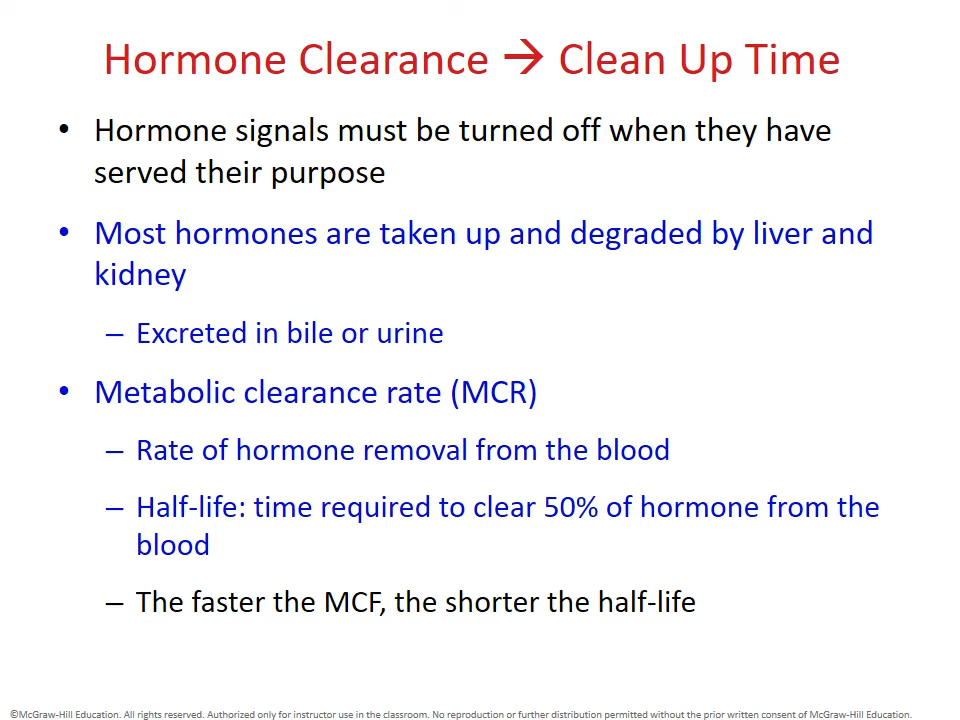 Hormone Clearance → Clean Up Time
• Hormone signals must be turned off when they have
served their purpose
• Most hormones are taken up and degraded by liver and
kidney
– Excreted in bile or urine
• Metabolic clearance rate (MCR)
– Rate of hormone removal from the blood
– Half-life: time required to clear 50% of hormone from the
blood
– The faster the MCF, the shorter the half-life
©McGraw-Hill Education. All rights reserved. Authorized only for instructor use in the classroom. No reproduction or further distribution permitted without the prior written consent of McGraw-Hill Education.